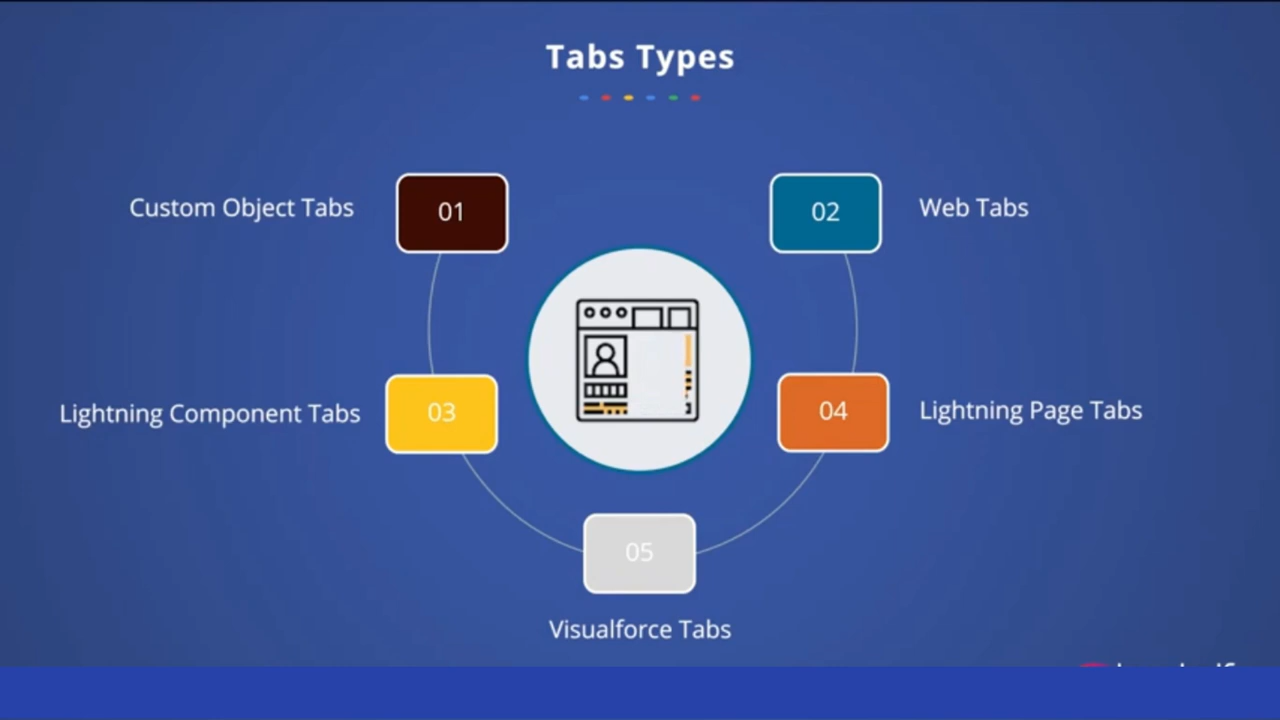 Tabs Types
Custom Object Tabs
01
02
Web Tabs
Lightning Component Tabs
03
04
Lightning Page Tabs
05
Visualforce Tabs